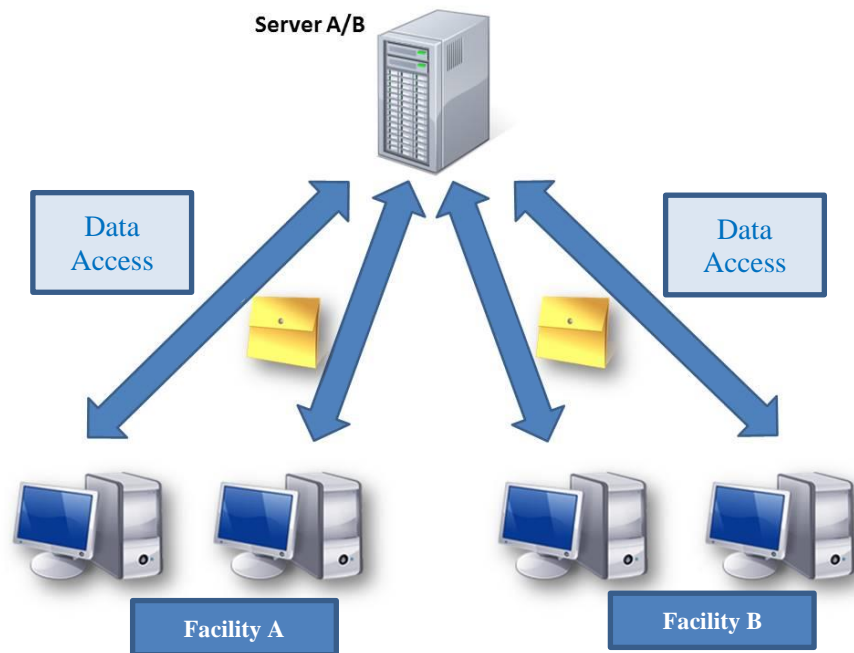 Server A/B
Data
Access
Data
Access
Facility A
Facility B